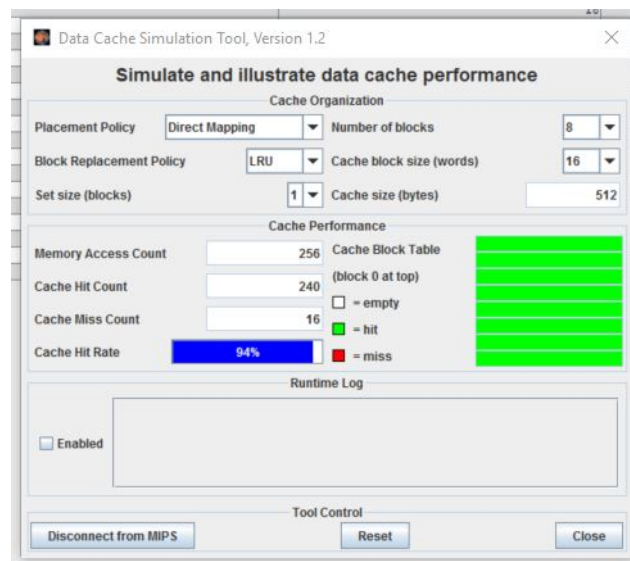 Data Cache Simulation Tool, Version 1.2
Simulate and illustrate data cache performance
Cache Organization
Placement Policy Direct Mapping Number of blocks 8
Block Replacement Policy LRU Cache block size (words) 16
Set size (blocks) 1 Cache size (bytes) 512
Cache Performance
Memory Access Count 256 Cache Block Table
(block 0 at top)
Cache Hit Count 240
= empty
Cache Miss Count 16
= hit
Cache Hit Rate 94%
= miss
Runtime Log
Enabled
Tool Control
Disconnect from MIPS Reset Close